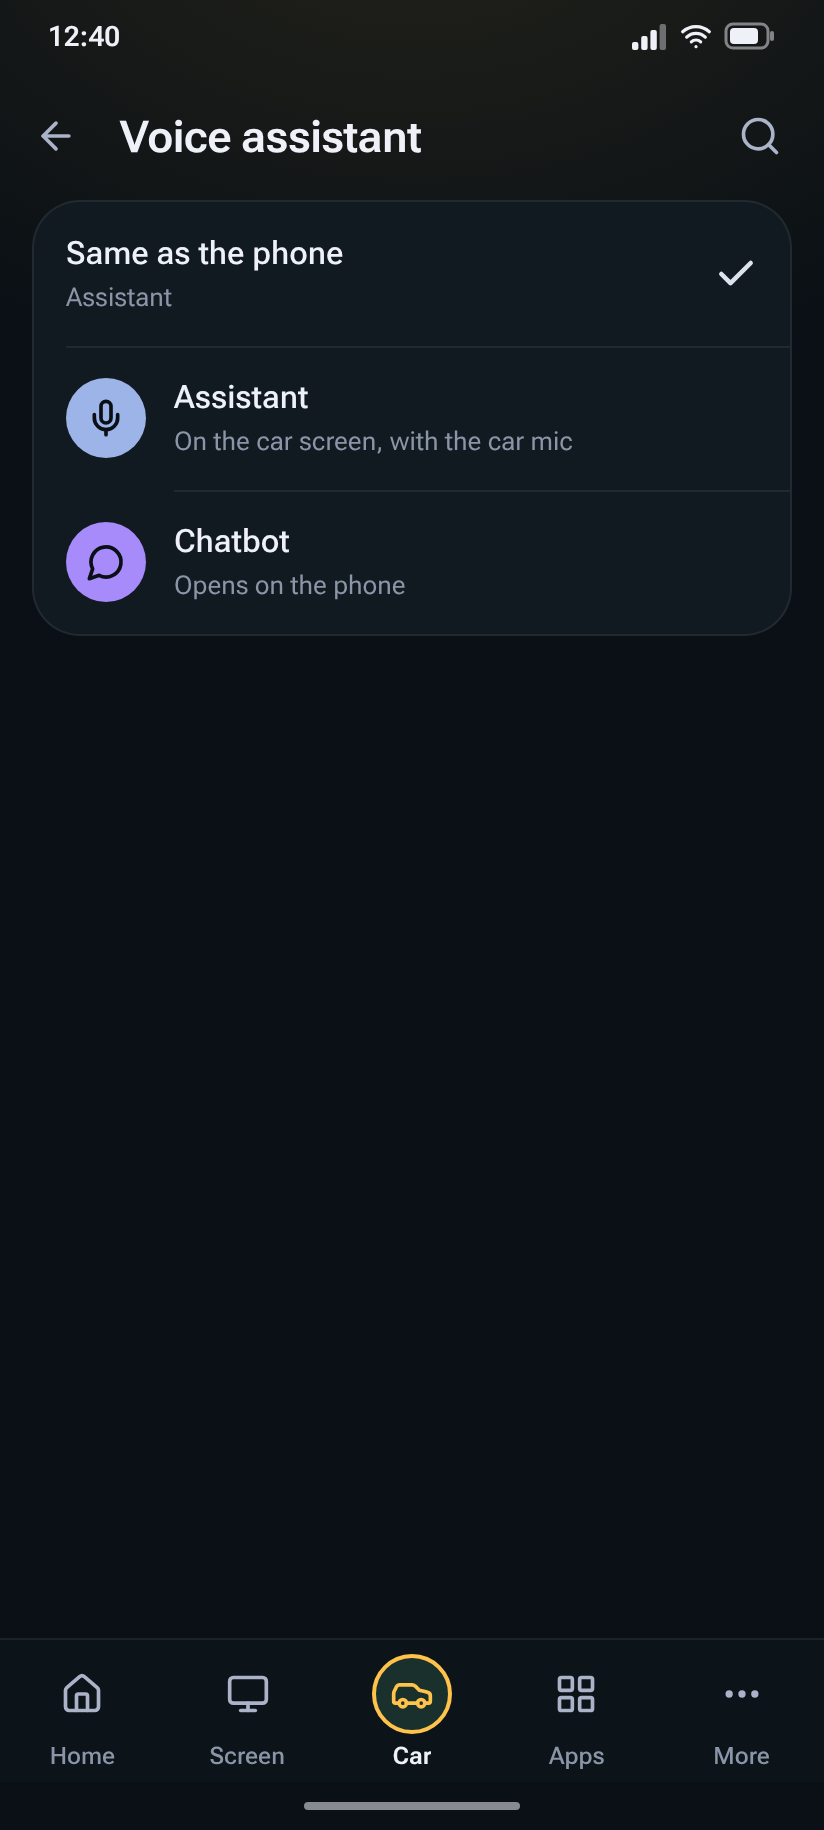 12:40
Voice assistant
Same as the phone
Assistant
Assistant
On the car screen, with the car mic
Chatbot
Opens on the phone
Home
Screen
Car
Apps
More